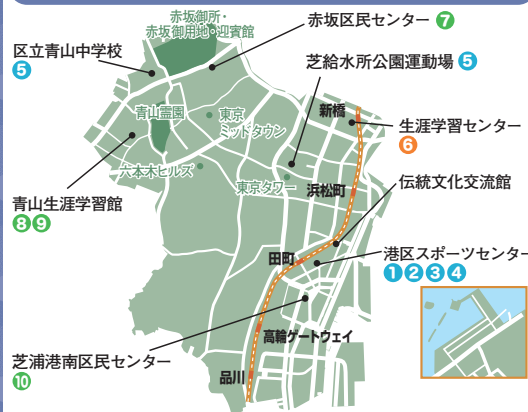 赤坂御所・
赤坂御用地・迎賓館
赤坂区民センター ⑦
区立青山中学校
⑤
芝給水所公園運動場 ⑤
新橋
青山霊園
東京
ミッドタウン
生涯学習センター
⑥
六本木ヒルズ
東京タワー
浜松町
伝統文化交流館
青山生涯学習館
⑧⑨
田町
港区スポーツセンター
①②③④
高輪ゲートウェイ
芝浦港南区民センター
⑩
品川